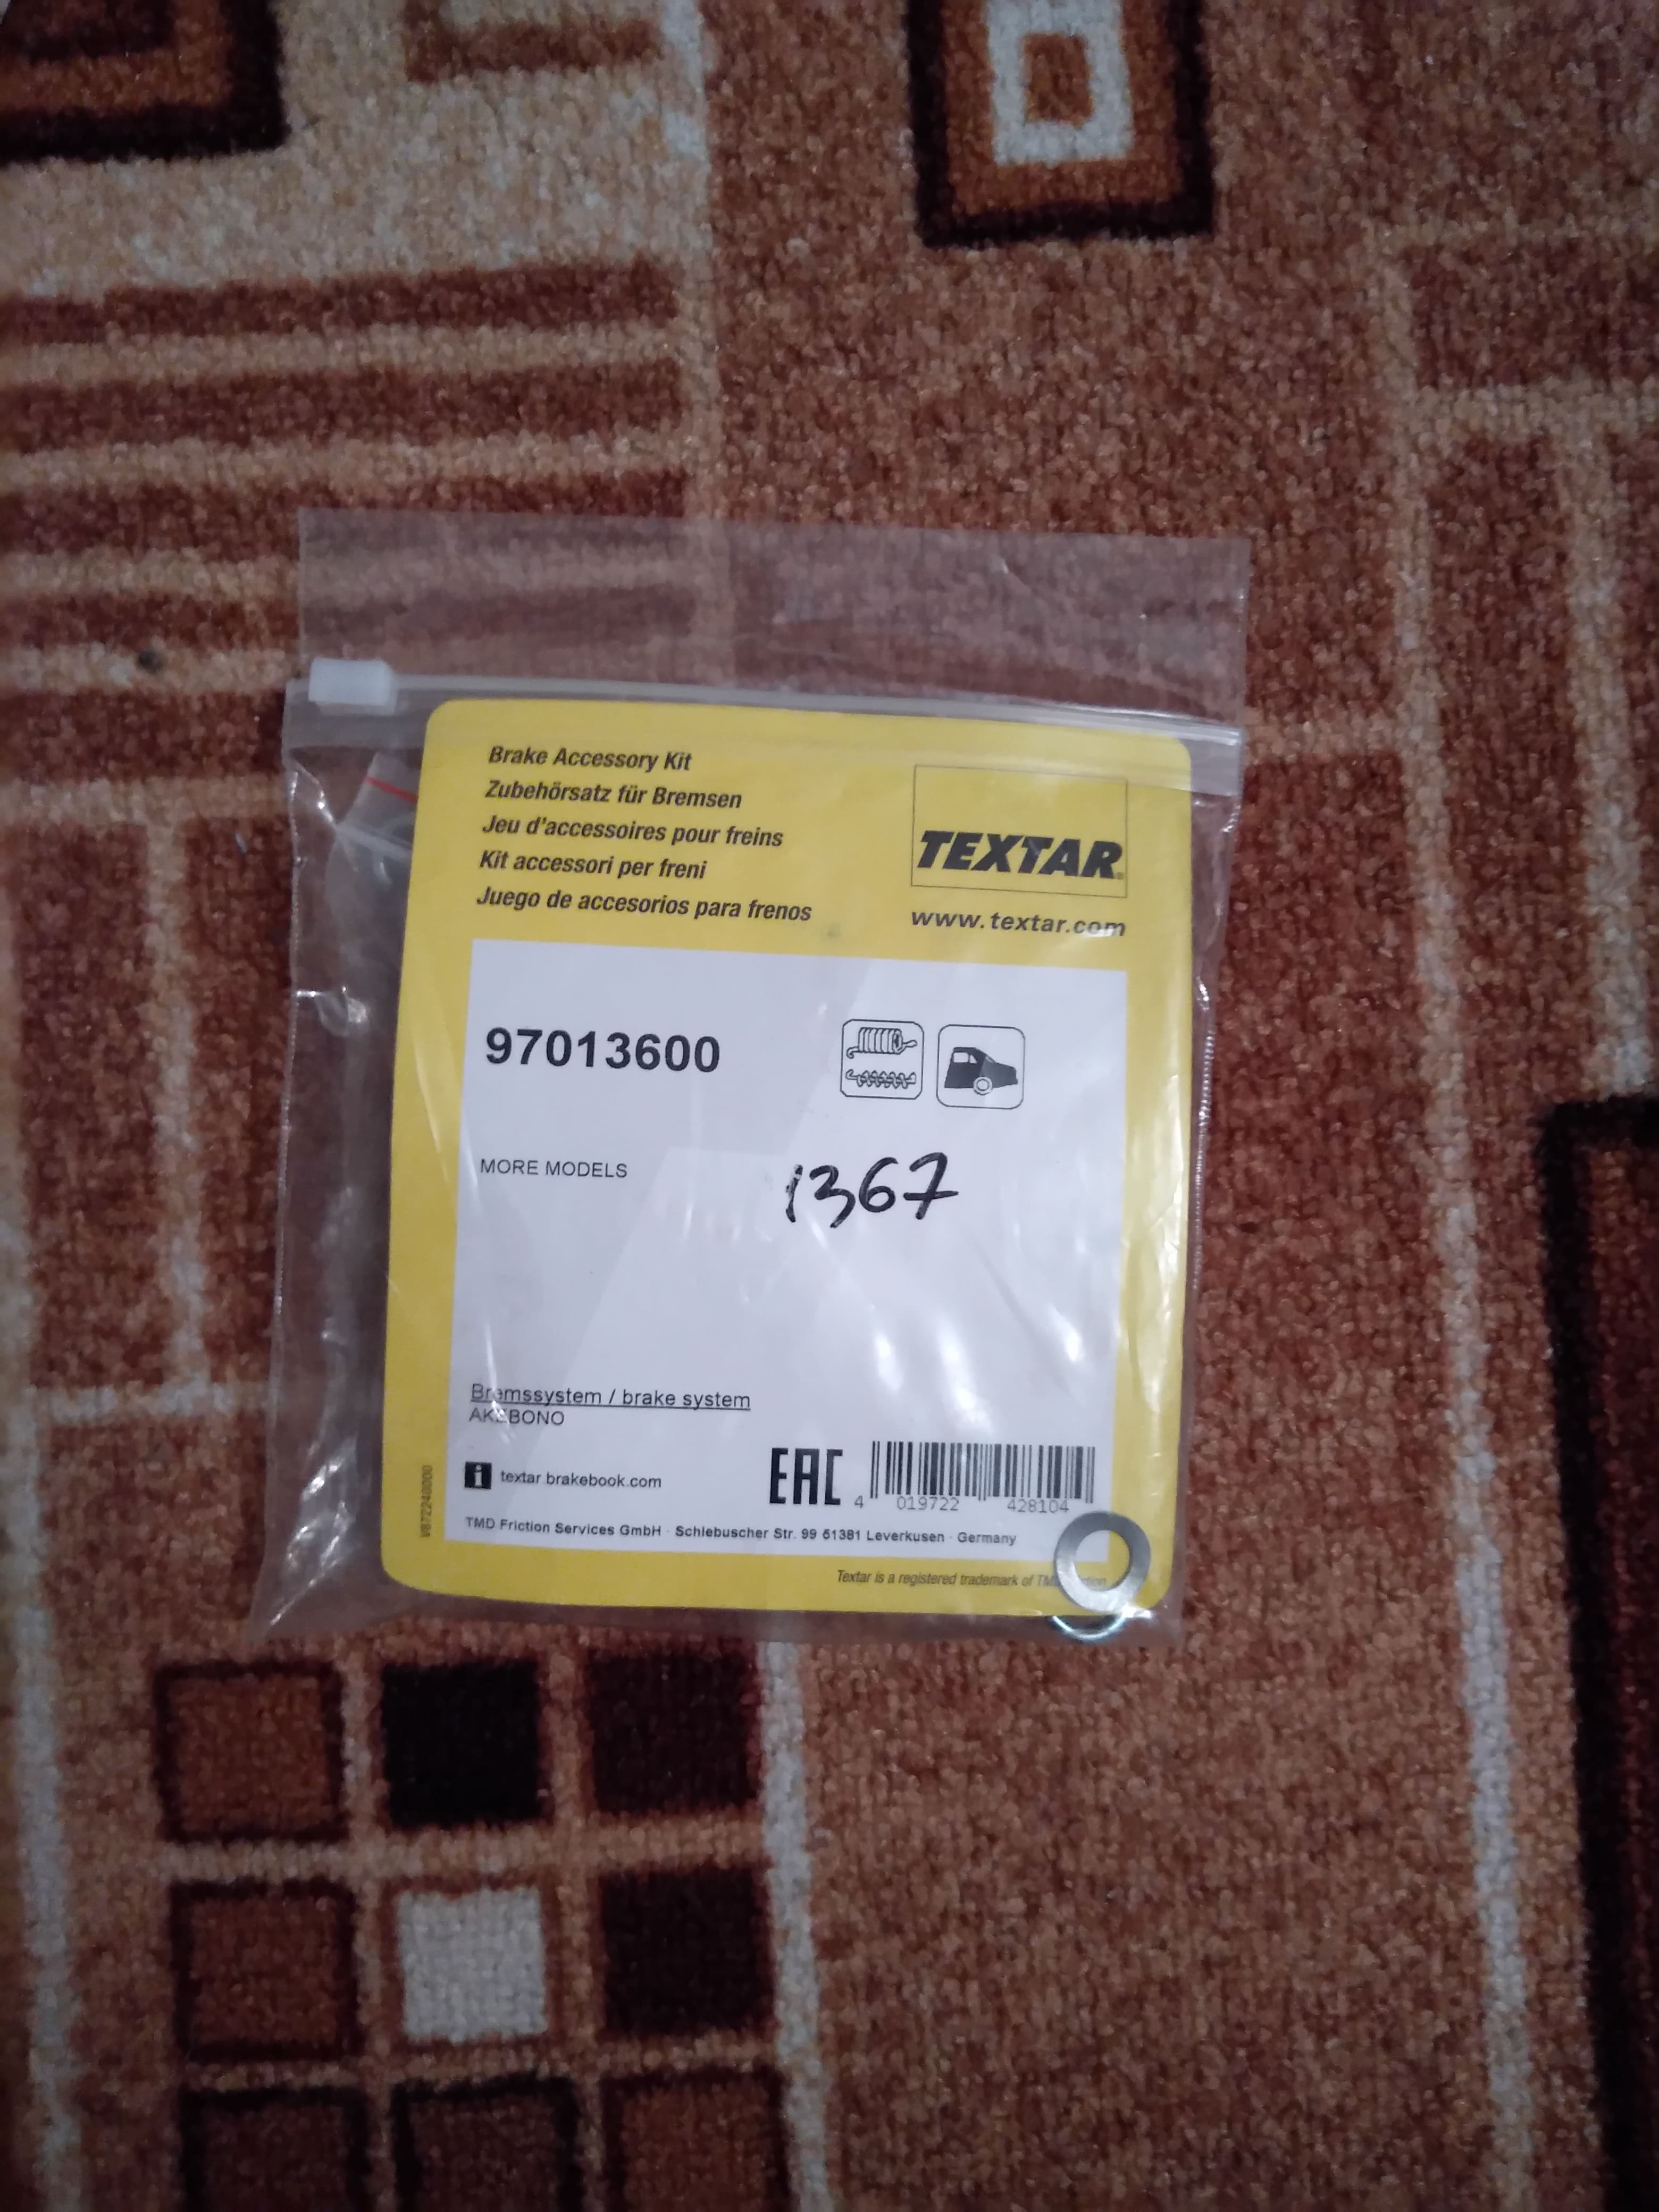 Brake Accessory Kit
Zubehörsatz für Bremsen
Jeu d'accessoires pour freins
Kit accessori per freni
Juego de accesorios para frenos
TEXTAR®
www.textar.com
97013600
MORE MODELS
1367
Bremssystem / brake system
AKEBONO
i textar.brakebook.com
EAC
4 019722 428104
TMD Friction Services GmbH · Schlebuscher Str. 99 51381 Leverkusen · Germany
Textar is a registered trademark of